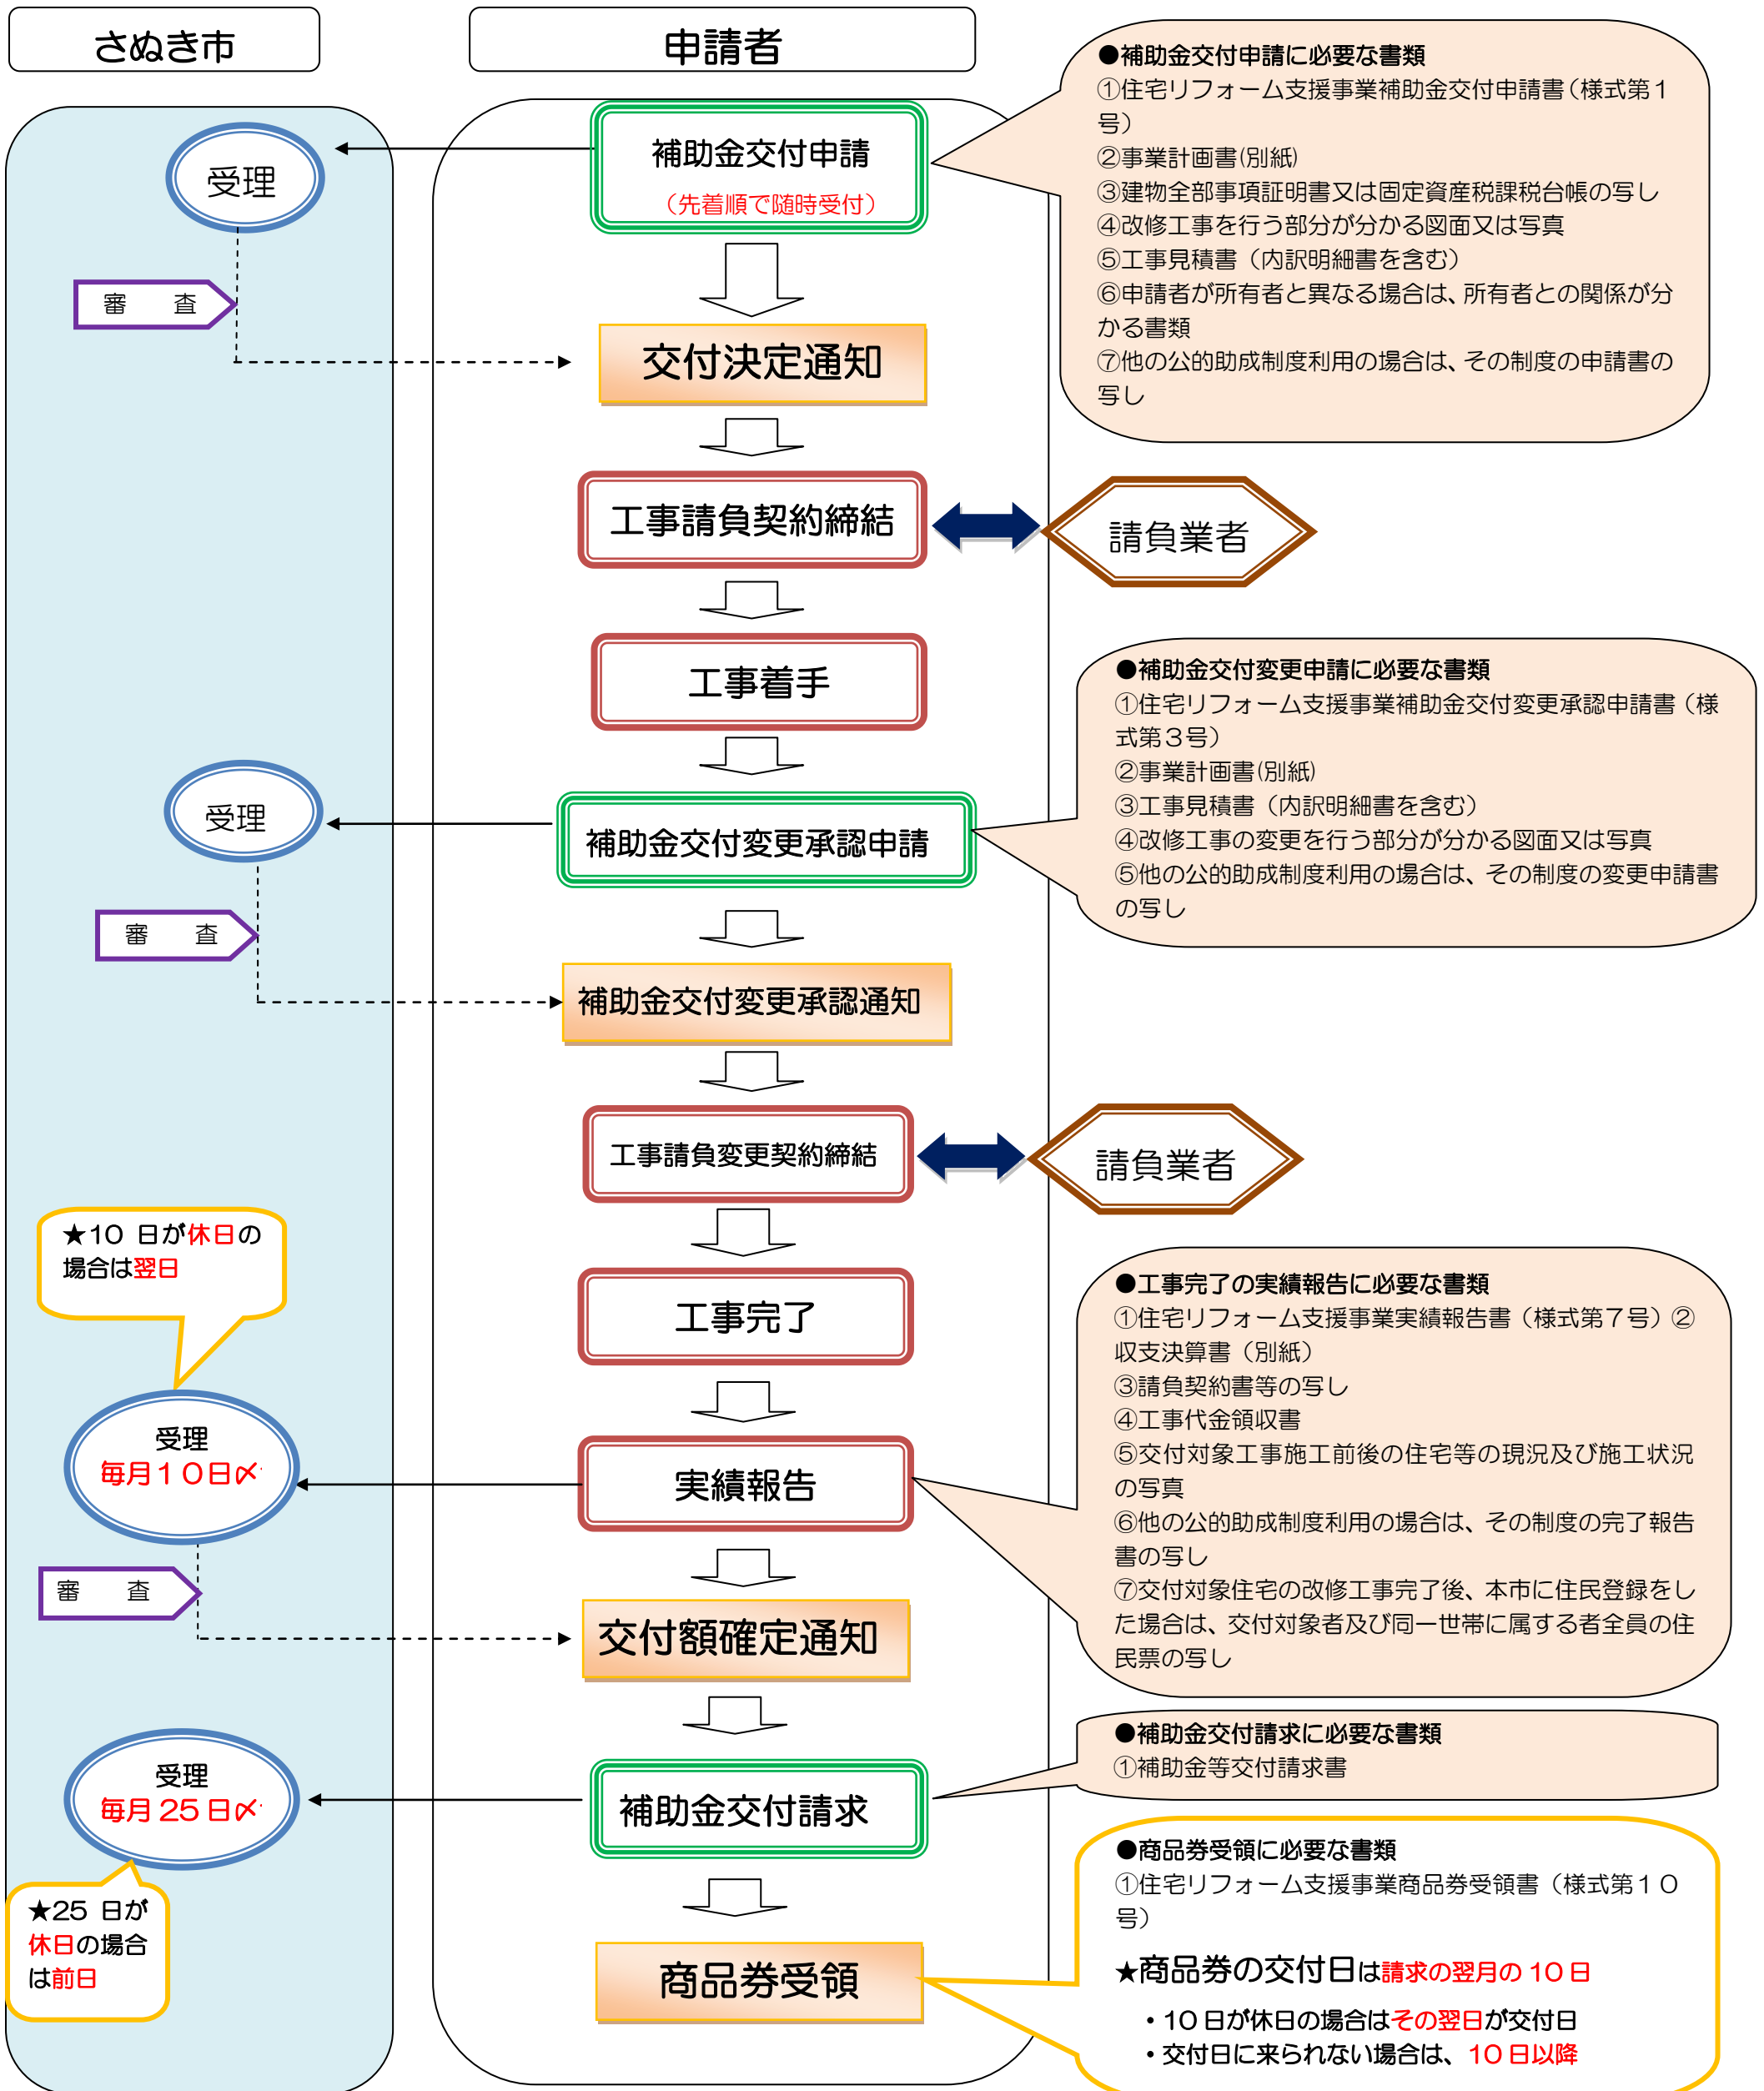 さぬき市
申請者
補助金交付申請
（先着順で随時受付）
受理
審　査
●補助金交付申請に必要な書類
①住宅リフォーム支援事業補助金交付申請書（様式第１
号）
②事業計画書(別紙)
③建物全部事項証明書又は固定資産税課税台帳の写し
④改修工事を行う部分が分かる図面又は写真
⑤工事見積書（内訳明細書を含む）
⑥申請者が所有者と異なる場合は、所有者との関係が分
かる書類
⑦他の公的助成制度利用の場合は、その制度の申請書の
写し
交付決定通知
工事請負契約締結
請負業者
工事着手
補助金交付変更承認申請
受理
審　査
●補助金交付変更申請に必要な書類
①住宅リフォーム支援事業補助金交付変更承認申請書（様
式第３号）
②事業計画書(別紙)
③工事見積書（内訳明細書を含む）
④改修工事の変更を行う部分が分かる図面又は写真
⑤他の公的助成制度利用の場合は、その制度の変更申請書
の写し
補助金交付変更承認通知
工事請負変更契約締結
請負業者
工事完了
★10 日が休日の
場合は翌日
受理
毎月１０日〆
実績報告
審　査
●工事完了の実績報告に必要な書類
①住宅リフォーム支援事業実績報告書（様式第７号）②
収支決算書（別紙）
③請負契約書等の写し
④工事代金領収書
⑤交付対象工事施工前後の住宅等の現況及び施工状況
の写真
⑥他の公的助成制度利用の場合は、その制度の完了報告
書の写し
⑦交付対象住宅の改修工事完了後、本市に住民登録をし
た場合は、交付対象者及び同一世帯に属する者全員の住
民票の写し
交付額確定通知
受理
毎月 25 日〆
★25 日が
休日の場合
は前日
補助金交付請求
●補助金交付請求に必要な書類
①補助金等交付請求書
商品券受領
●商品券受領に必要な書類
①住宅リフォーム支援事業商品券受領書（様式第１０
号）
★商品券の交付日は請求の翌月の 10 日
・10 日が休日の場合はその翌日が交付日
・交付日に来られない場合は、10 日以降